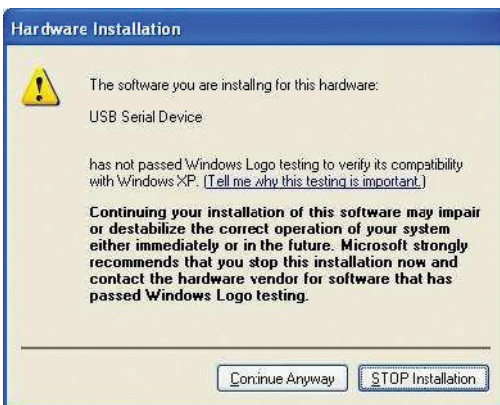 Hardware Installation
The software you are installing for this hardware:
USB Serial Device
has not passed Windows Logo testing to verify its compatibility
with Windows XP. (Tell me why this testing is important.)
Continuing your installation of this software may impair
or destabilize the correct operation of your system
either immediately or in the future. Microsoft strongly
recommends that you stop this installation now and
contact the hardware vendor for software that has
passed Windows Logo testing.
Continue Anyway
STOP Installation